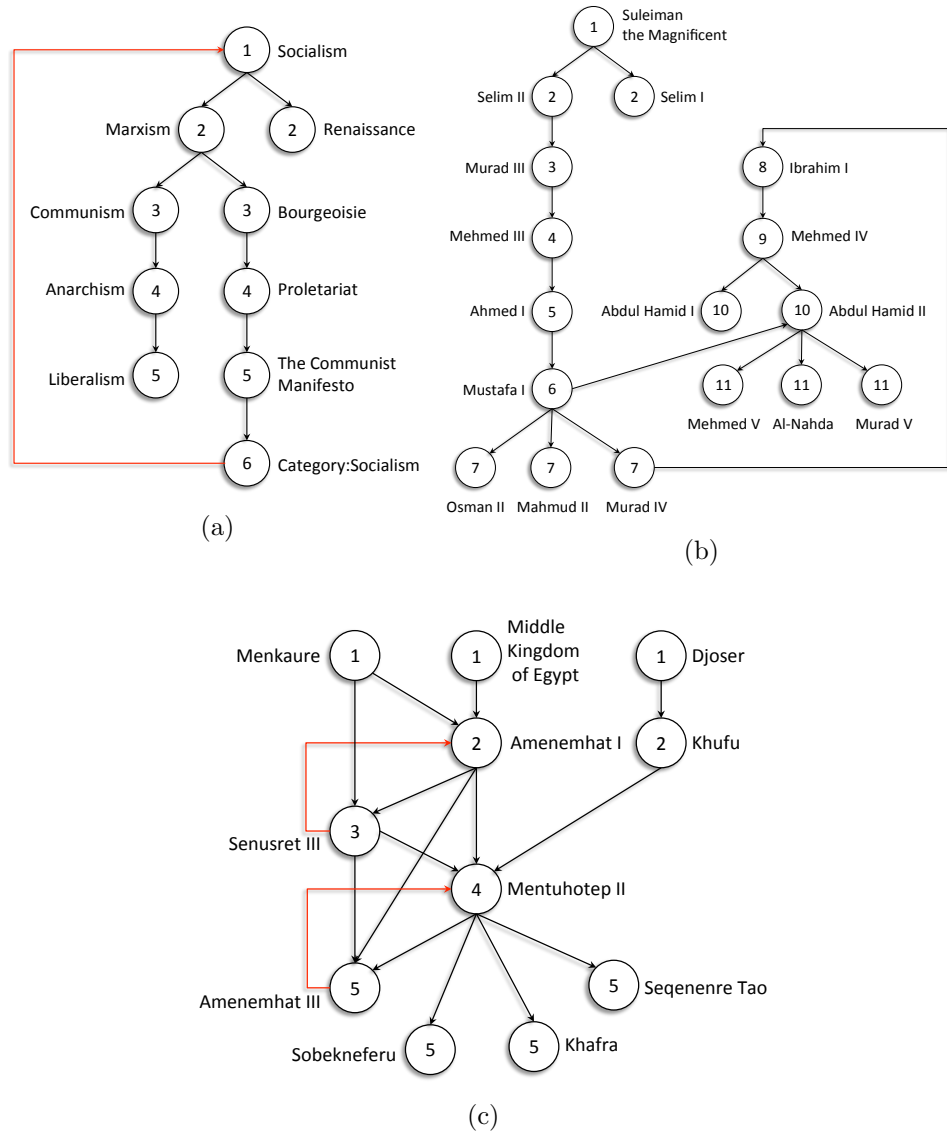 1
Socialism
Marxism
2
2
Renaissance
Communism
3
3
Bourgeoisie
Anarchism
4
4
Proletariat
Liberalism
5
5
The Communist
Manifesto
6
Category:Socialism
(a)
1
Suleiman
the Magnificent
Selim II
2
2
Selim I
Murad III
3
Mehmed III
4
Ahmed I
5
Mustafa I
6
7
7
7
Osman II
Mahmud II
Murad IV
8
Ibrahim I
9
Mehmed IV
Abdul Hamid I
10
10
Abdul Hamid II
11
11
11
Mehmed V
Al-Nahda
Murad V
(b)
Menkaure
1
1
Middle
Kingdom
of Egypt
1
Djoser
2
Amenemhat I
2
Khufu
Senusret III
3
4
Mentuhotep II
Amenemhat III
5
5
Seqenenre Tao
Sobekneferu
5
5
Khafra
(c)